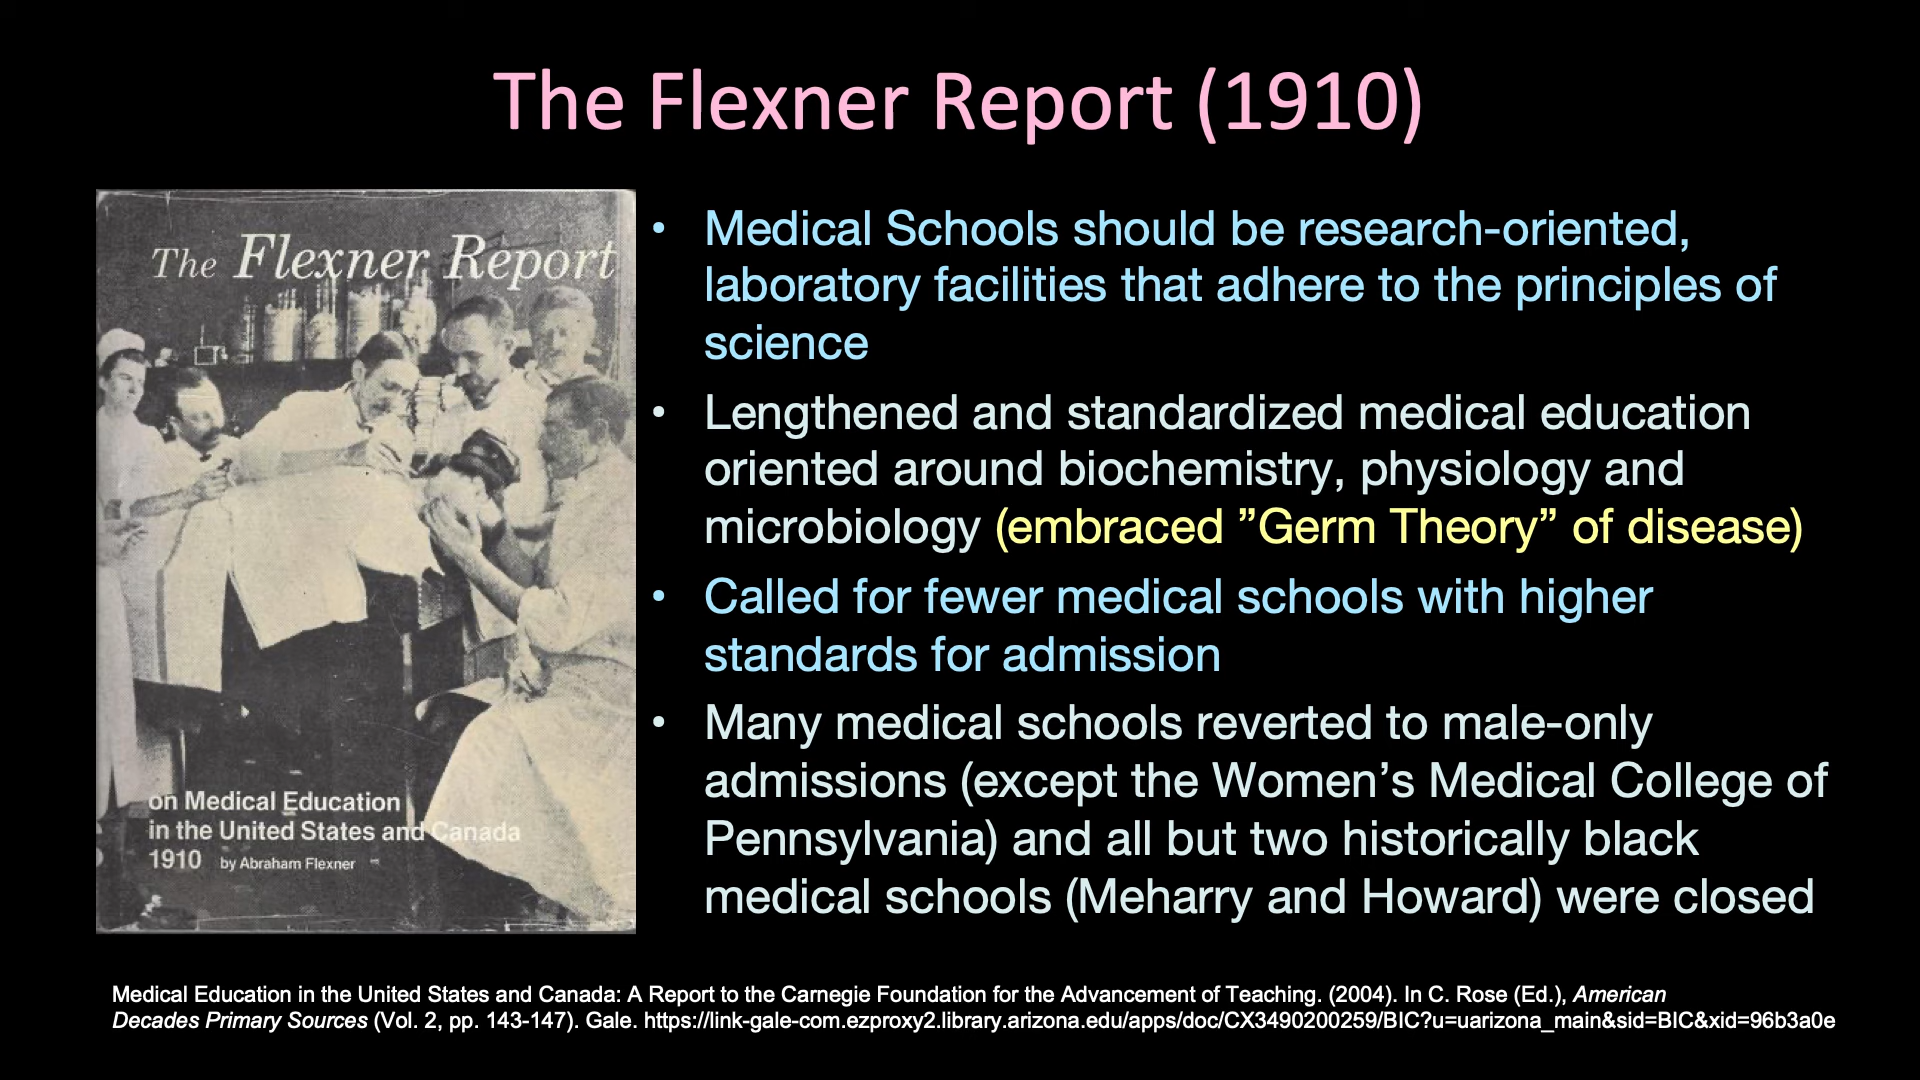 The Flexner Report (1910)
The Flexner Report
on Medical Education
in the United States and Canada
1910 by Abraham Flexner
• Medical Schools should be research-oriented,
laboratory facilities that adhere to the principles of
science
• Lengthened and standardized medical education
oriented around biochemistry, physiology and
microbiology (embraced ”Germ Theory” of disease)
• Called for fewer medical schools with higher
standards for admission
• Many medical schools reverted to male-only
admissions (except the Women’s Medical College of
Pennsylvania) and all but two historically black
medical schools (Meharry and Howard) were closed
Medical Education in the United States and Canada: A Report to the Carnegie Foundation for the Advancement of Teaching. (2004). In C. Rose (Ed.), American
Decades Primary Sources (Vol. 2, pp. 143-147). Gale. https://link-gale-com.ezproxy2.library.arizona.edu/apps/doc/CX3490200259/BIC?u=uarizona_main&sid=BIC&xid=96b3a0e